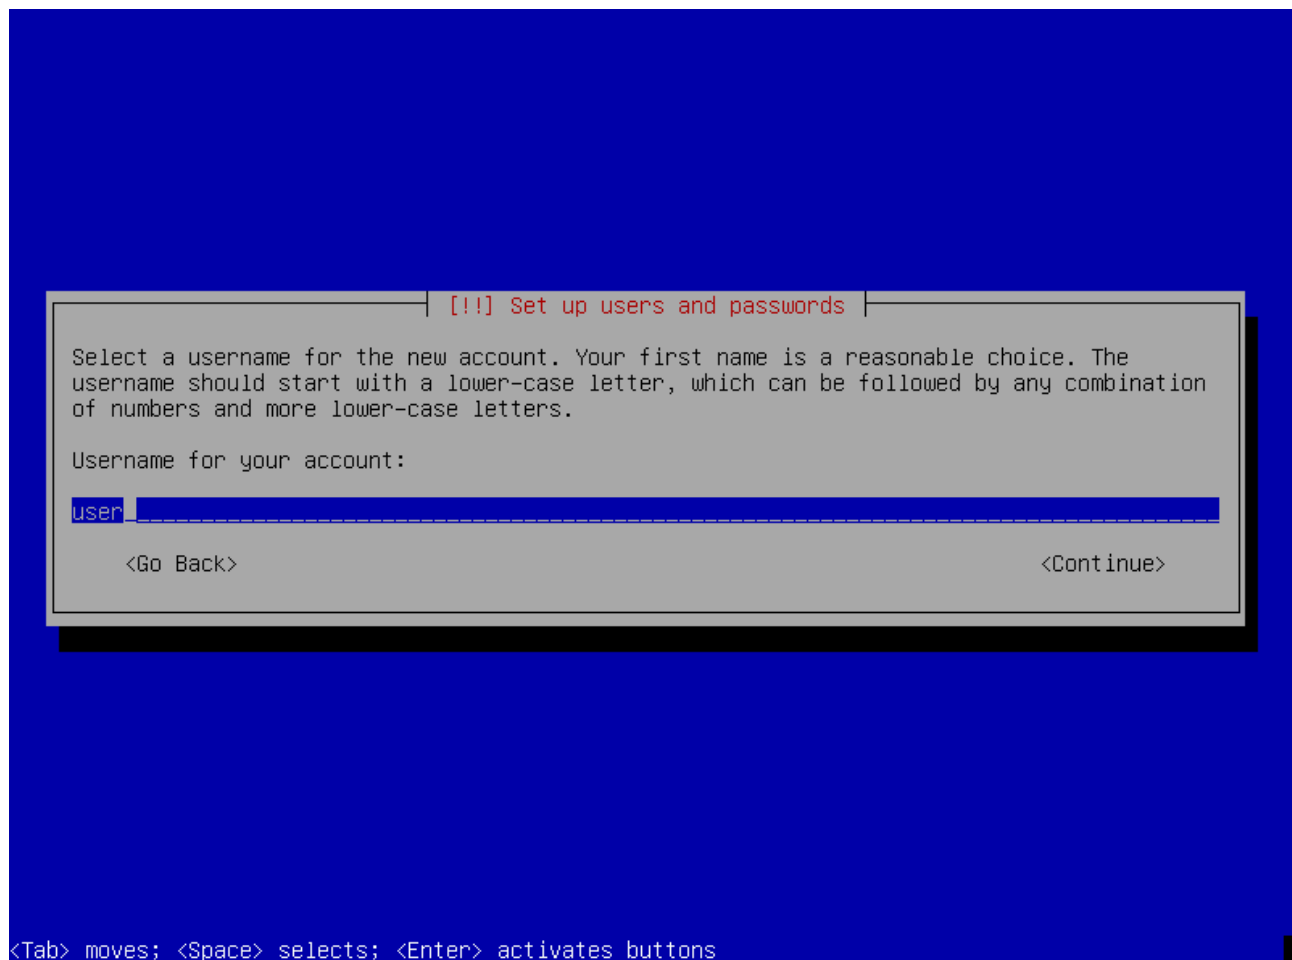 [!!] Set up users and passwords
Select a username for the new account. Your first name is a reasonable choice. The
username should start with a lower-case letter, which can be followed by any combination
of numbers and more lower-case letters.
Username for your account:
user
<Go Back> <Continue>
<Tab> moves; <Space> selects; <Enter> activates buttons